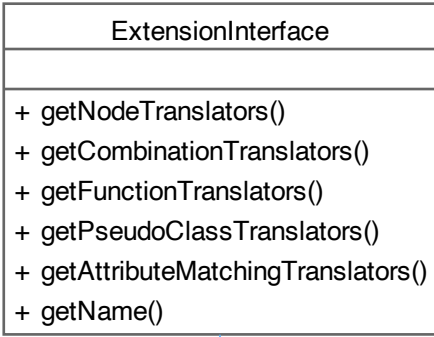 ExtensionInterface
+ getNodeTranslators()
+ getCombinationTranslators()
+ getFunctionTranslators()
+ getPseudoClassTranslators()
+ getAttributeMatchingTranslators()
+ getName()